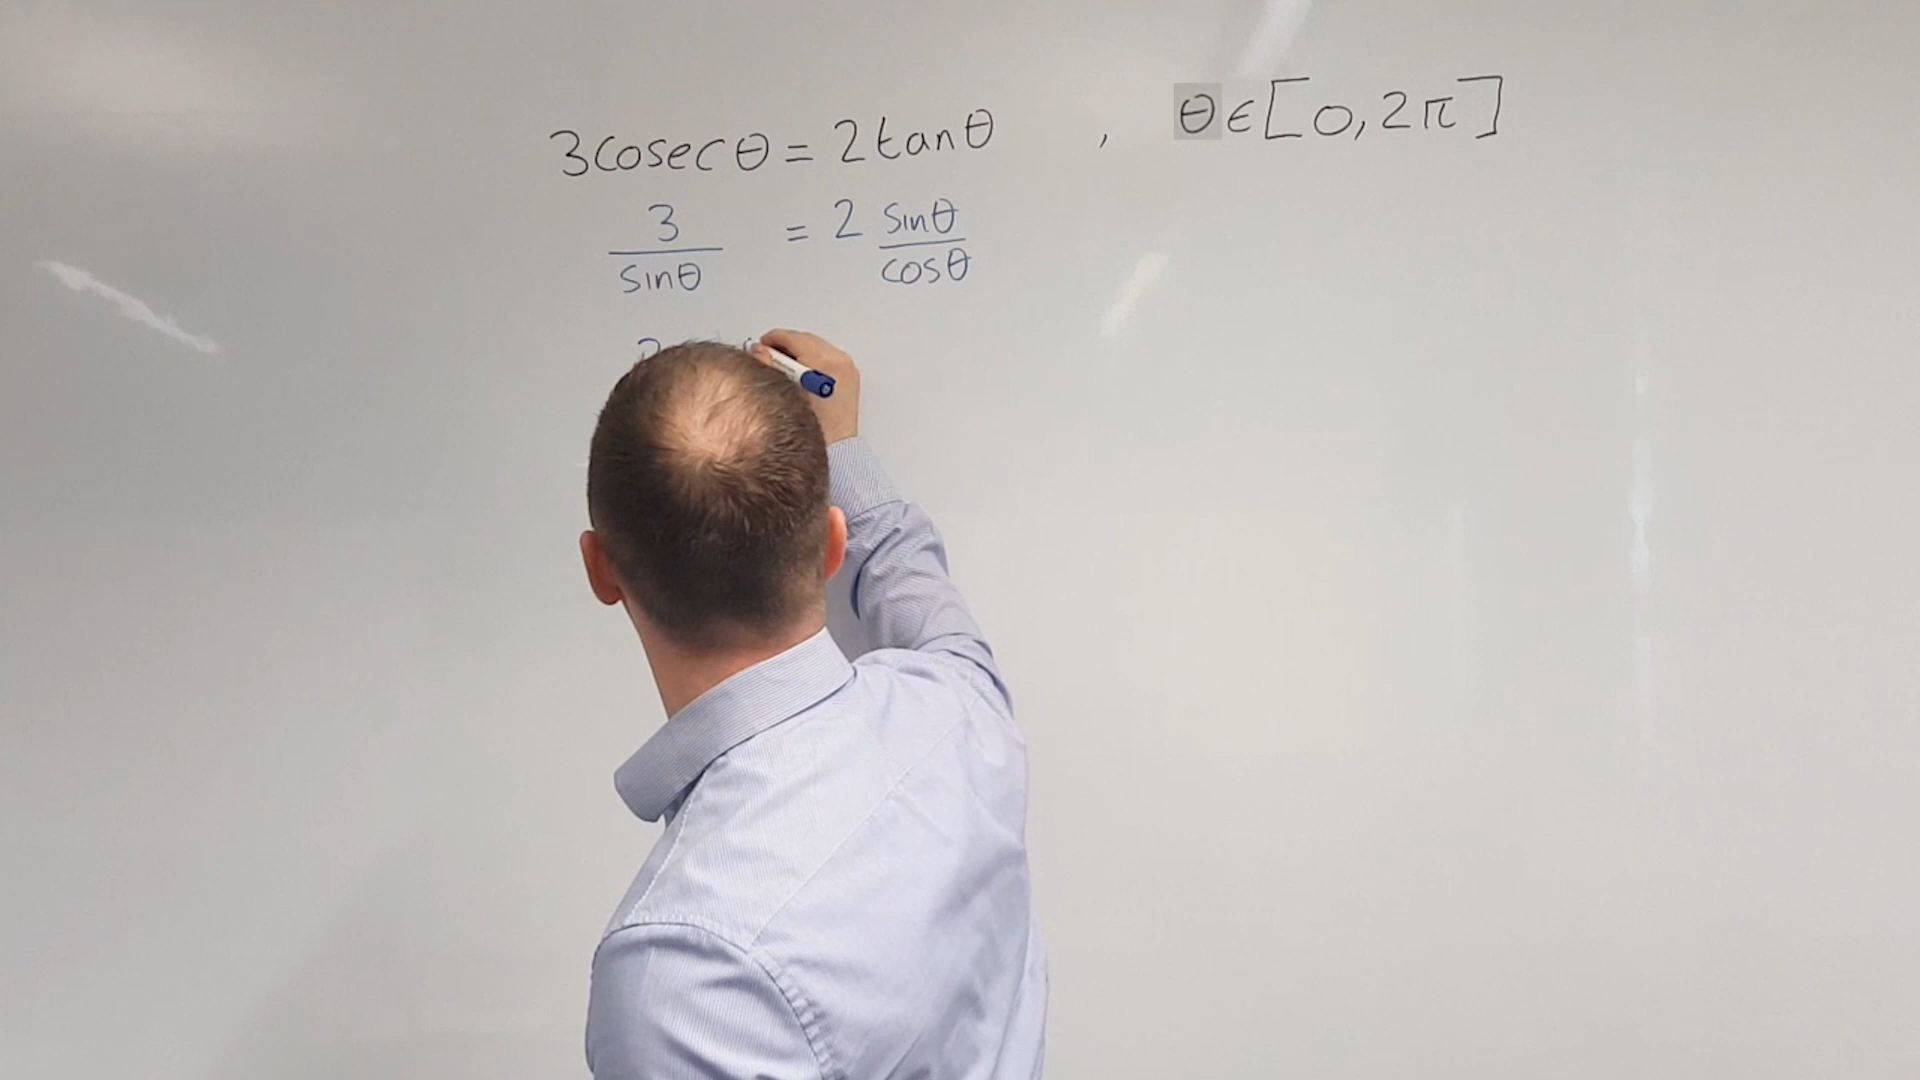 3cosecθ = 2tanθ , θ∈[0,2π]
3/sinθ = 2 sinθ/cosθ